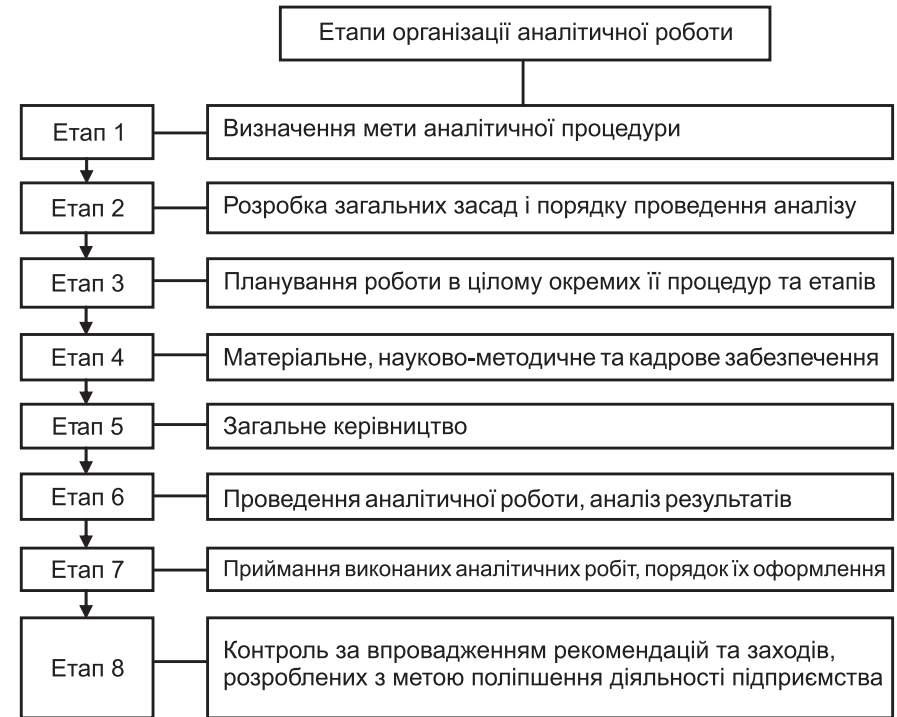 Етапи організації аналітичної роботи
Етап 1
Визначення мети аналітичної процедури
Етап 2
Розробка загальних засад і порядку проведення аналізу
Етап 3
Планування роботи в цілому окремих її процедур та етапів
Етап 4
Матеріальне, науково-методичне та кадрове забезпечення
Етап 5
Загальне керівництво
Етап 6
Проведення аналітичної роботи, аналіз результатів
Етап 7
Приймання виконаних аналітичних робіт, порядок їх оформлення
Етап 8
Контроль за впровадженням рекомендацій та заходів,
розроблених з метою поліпшення діяльності підприємства